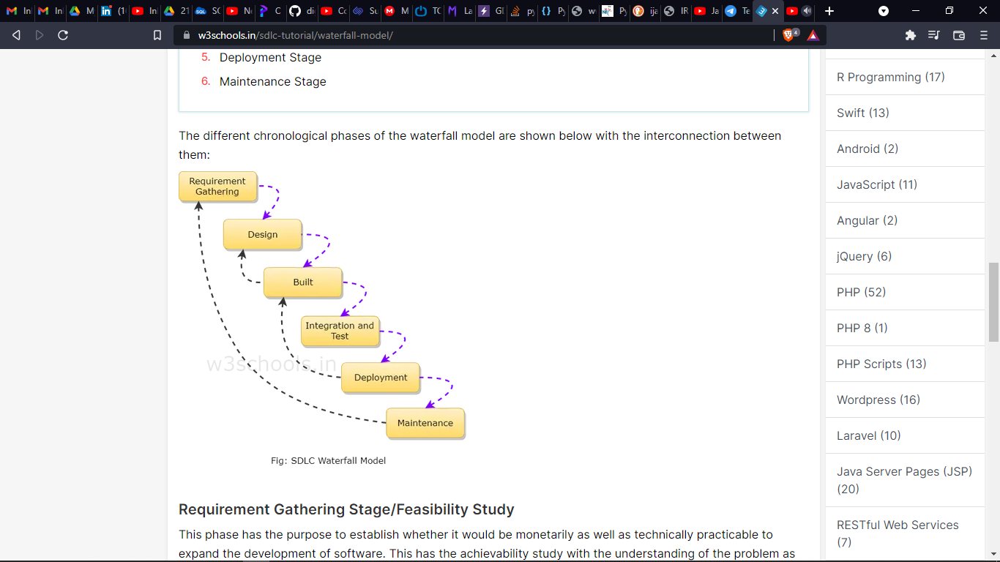 In
In
M
(1
In
21
SC
N
C
di
C
Su
M
TC
La
GI
py
Py
w
Py
ija
IR
Ja
Te
w3schools.in/sdlc-tutorial/waterfall-model/
4
5. Deployment Stage
6. Maintenance Stage
The different chronological phases of the waterfall model are shown below with the interconnection between
them:
Requirement
Gathering
Design
Built
Integration and
Test
w3schools.in
Deployment
Maintenance
Fig: SDLC Waterfall Model
Requirement Gathering Stage/Feasibility Study
This phase has the purpose to establish whether it would be monetarily as well as technically practicable to
expand the development of software. This has the achievability study with the understanding of the problem as
R Programming (17)
Swift (13)
Android (2)
JavaScript (11)
Angular (2)
jQuery (6)
PHP (52)
PHP 8 (1)
PHP Scripts (13)
Wordpress (16)
Laravel (10)
Java Server Pages (JSP)
(20)
RESTful Web Services
(7)